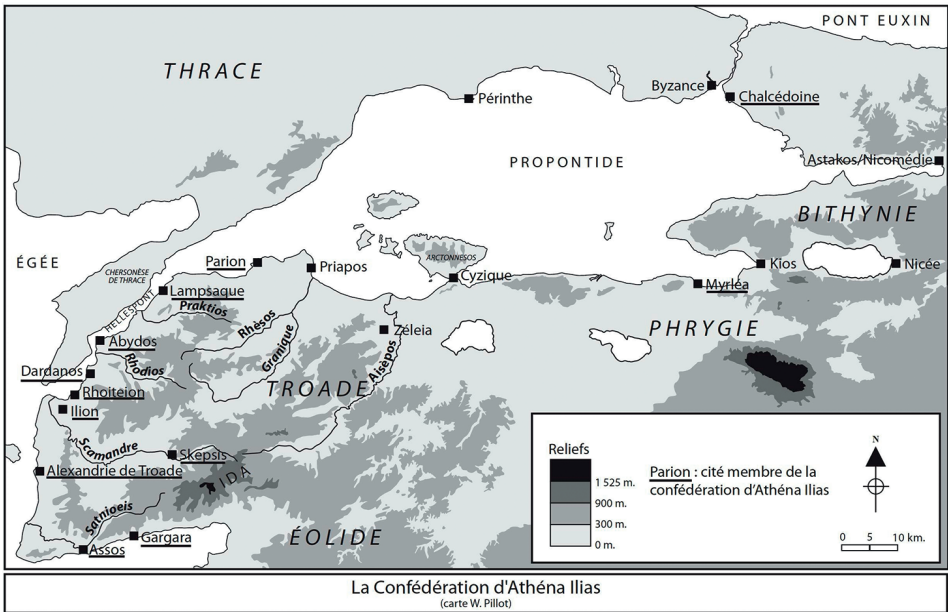 PONT EUXIN
THRACE
Byzance
Chalcédoine
Périnthe
PROPONTIDE
Astakos/Nicomédie
BITHYNIE
ÉGÉE
CHERSONÈSE
DE THRACE
Parion
Priapos
ARCTONNESOS
Cyzique
Kios
Nicée
Myrléa
Lampsaque
HELLESPONT
Praktios
Rhésos
Granique
Zéleia
PHRYGIE
Abydos
Rhodios
Aisépos
Dardanos
TROADE
Rhoiteion
Ilion
Scamandre
Skepsis
Alexandrie de Troade
IDA
Satnioeis
Gargara
Assos
ÉOLIDE
Reliefs
1 525 m.
900 m.
300 m.
0 m.
Parion : cité membre de la
confédération d'Athéna Ilias
N
0 5 10 km.
La Confédération d'Athéna Ilias
(carte W. Pillot)